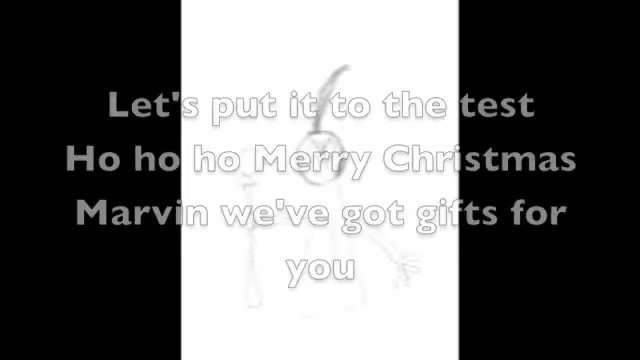 Let's put it to the test
Ho ho ho Merry Christmas
Marvin we've got gifts for
you